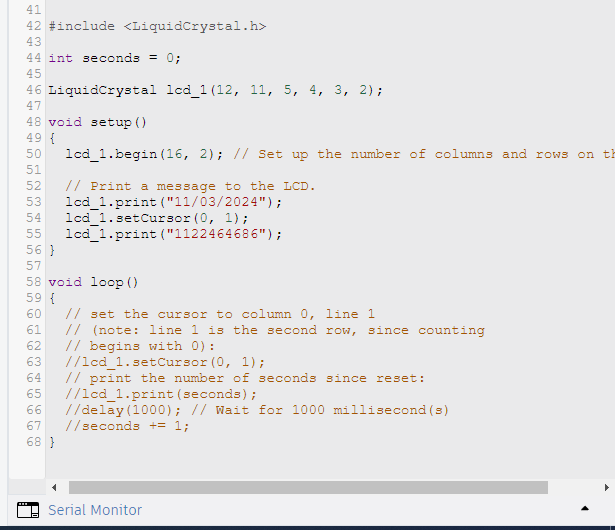 41
42 #include <LiquidCrystal.h>
43
44 int seconds = 0;
45
46 LiquidCrystal lcd_1(12, 11, 5, 4, 3, 2);
47
48 void setup()
49 {
50   lcd_1.begin(16, 2); // Set up the number of columns and rows on th
51
52   // Print a message to the LCD.
53   lcd_1.print("11/03/2024");
54   lcd_1.setCursor(0, 1);
55   lcd_1.print("1122464686");
56 }
57
58 void loop()
59 {
60   // set the cursor to column 0, line 1
61   // (note: line 1 is the second row, since counting
62   // begins with 0):
63   //lcd_1.setCursor(0, 1);
64   // print the number of seconds since reset:
65   //lcd_1.print(seconds);
66   //delay(1000); // Wait for 1000 millisecond(s)
67   //seconds += 1;
68 }
Serial Monitor